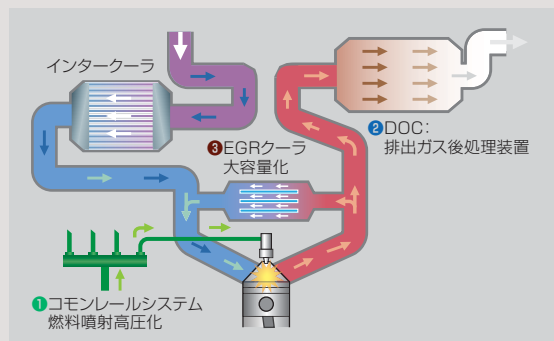 インタークーラ
❷DOC：
排出ガス後処理装置
❸EGRクーラ
大容量化
❶コモンレールシステム
燃料噴射高圧化